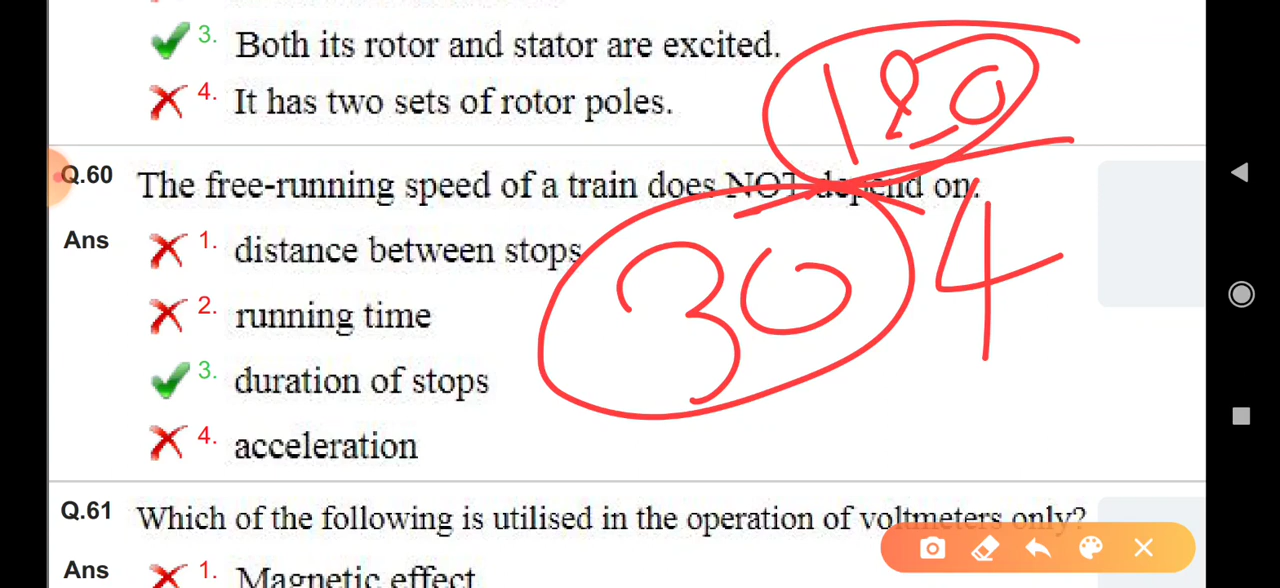 3. Both its rotor and stator are excited.
4. It has two sets of rotor poles.
180
Q.60 The free-running speed of a train does NOT depend on:
Ans 1. distance between stops
2. running time
3. duration of stops
4. acceleration
30 4
Q.61 Which of the following is utilised in the operation of voltmeters only?
Ans 1. Magnetic effect